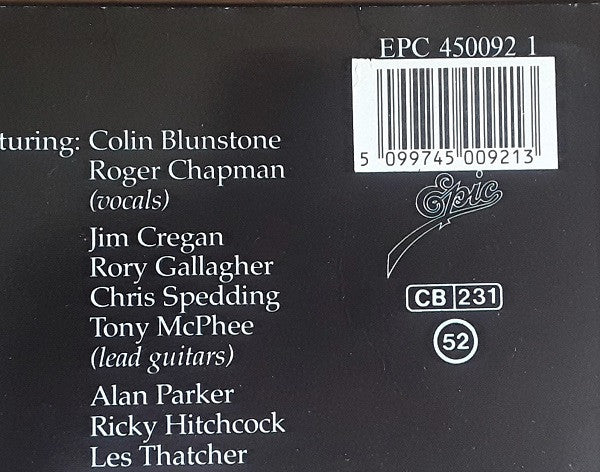 EPC 450092 1
5 099745 009213
Epic
CB 231
52
turing: Colin Blunstone
Roger Chapman
(vocals)
Jim Cregan
Rory Gallagher
Chris Spedding
Tony McPhee
(lead guitars)
Alan Parker
Ricky Hitchcock
Les Thatcher